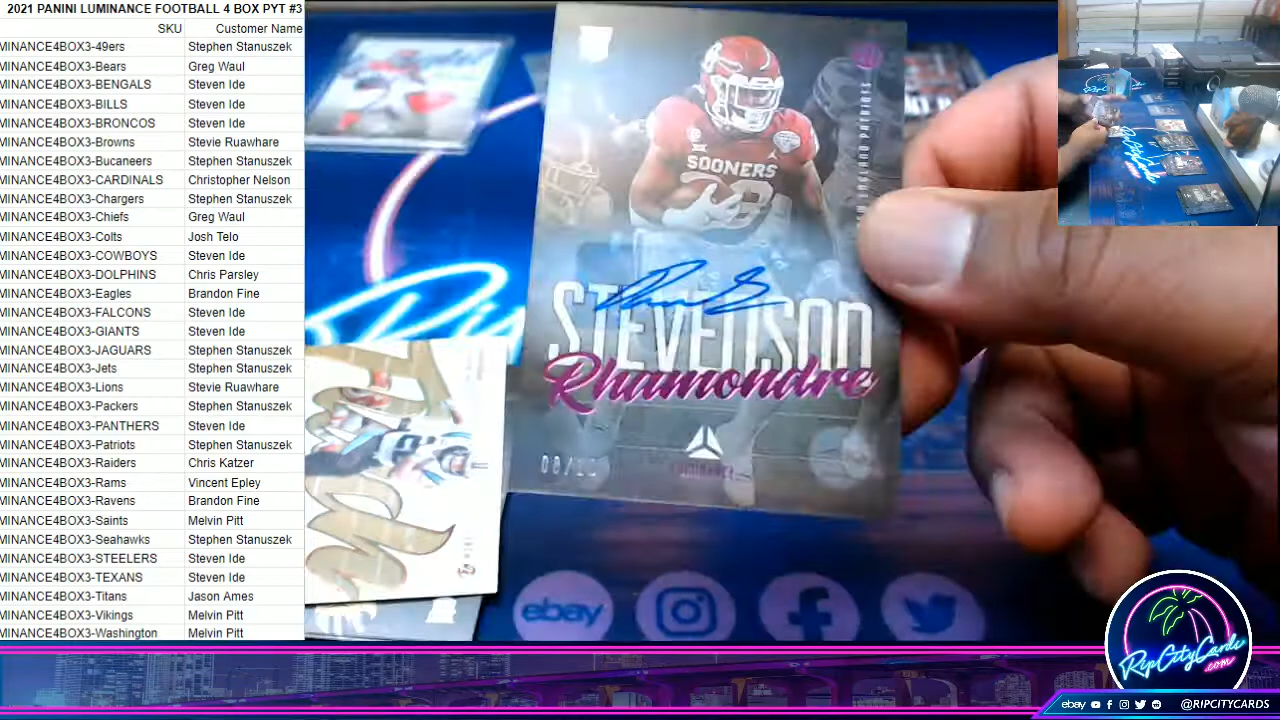 2021 PANINI LUMINANCE FOOTBALL 4 BOX PYT #3
SKU Customer Name
MINANCE4BOX3-49ers Stephen Stanuszek
MINANCE4BOX3-Bears Greg Waul
MINANCE4BOX3-BENGALS Steven Ide
MINANCE4BOX3-BILLS Steven Ide
MINANCE4BOX3-BRONCOS Steven Ide
MINANCE4BOX3-Browns Stevie Ruawhare
MINANCE4BOX3-Bucaneers Stephen Stanuszek
MINANCE4BOX3-CARDINALS Christopher Nelson
MINANCE4BOX3-Chargers Stephen Stanuszek
MINANCE4BOX3-Chiefs Greg Waul
MINANCE4BOX3-Colts Josh Telo
MINANCE4BOX3-COWBOYS Steven Ide
MINANCE4BOX3-DOLPHINS Chris Parsley
MINANCE4BOX3-Eagles Brandon Fine
MINANCE4BOX3-FALCONS Steven Ide
MINANCE4BOX3-GIANTS Steven Ide
MINANCE4BOX3-JAGUARS Stephen Stanuszek
MINANCE4BOX3-Jets Stephen Stanuszek
MINANCE4BOX3-Lions Stevie Ruawhare
MINANCE4BOX3-Packers Stephen Stanuszek
MINANCE4BOX3-PANTHERS Steven Ide
MINANCE4BOX3-Patriots Stephen Stanuszek
MINANCE4BOX3-Raiders Chris Katzer
MINANCE4BOX3-Rams Vincent Epley
MINANCE4BOX3-Ravens Brandon Fine
MINANCE4BOX3-Saints Melvin Pitt
MINANCE4BOX3-Seahawks Stephen Stanuszek
MINANCE4BOX3-STEELERS Steven Ide
MINANCE4BOX3-TEXANS Steven Ide
MINANCE4BOX3-Titans Jason Ames
MINANCE4BOX3-Vikings Melvin Pitt
MINANCE4BOX3-Washington Melvin Pitt
SOONERS
NEW ENGLAND PATRIOTS
STEVENSON
Rhamondre
LUMINANCE
ebay
RipCityCards
.com
ebay @RIPCITYCARDS